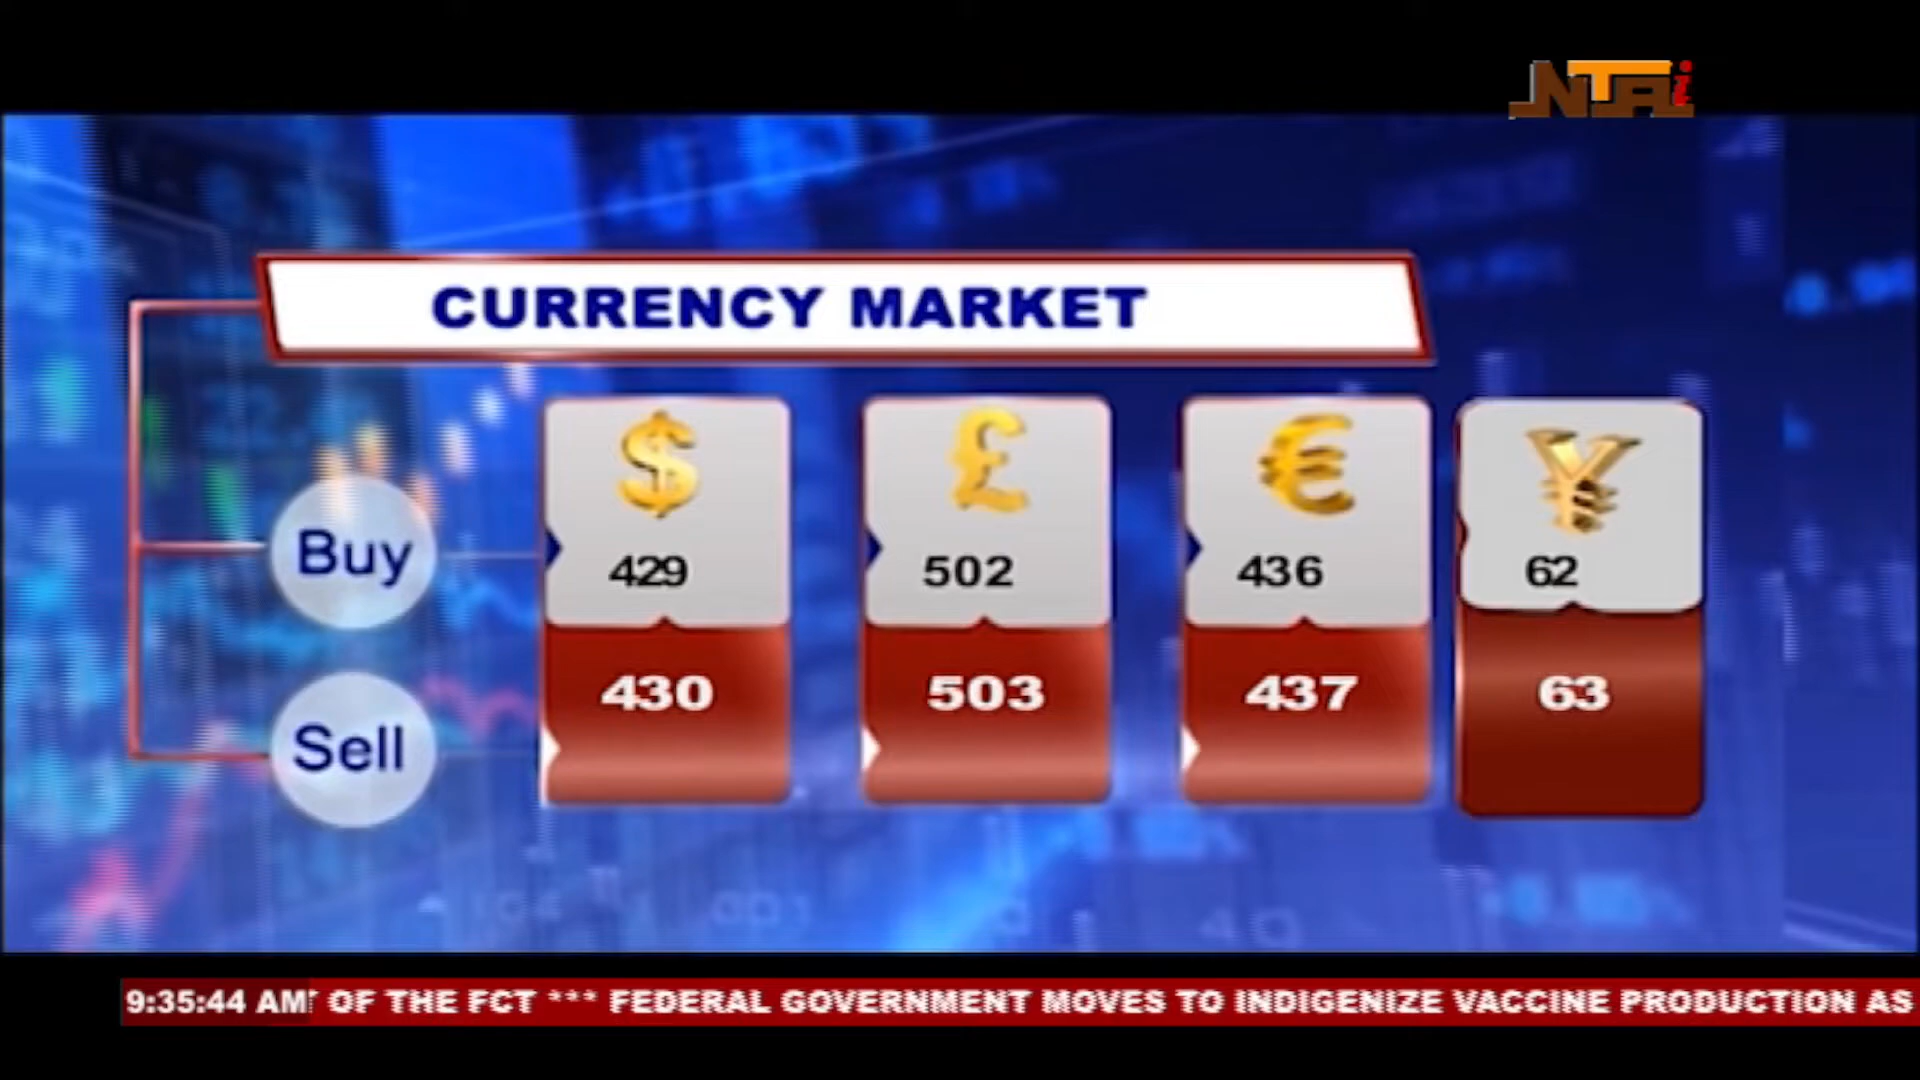 NTAi
CURRENCY MARKET
$ £ € ¥
Buy 429 502 436 62
430 503 437 63
Sell
9:35:44 AM OF THE FCT *** FEDERAL GOVERNMENT MOVES TO INDIGENIZE VACCINE PRODUCTION AS